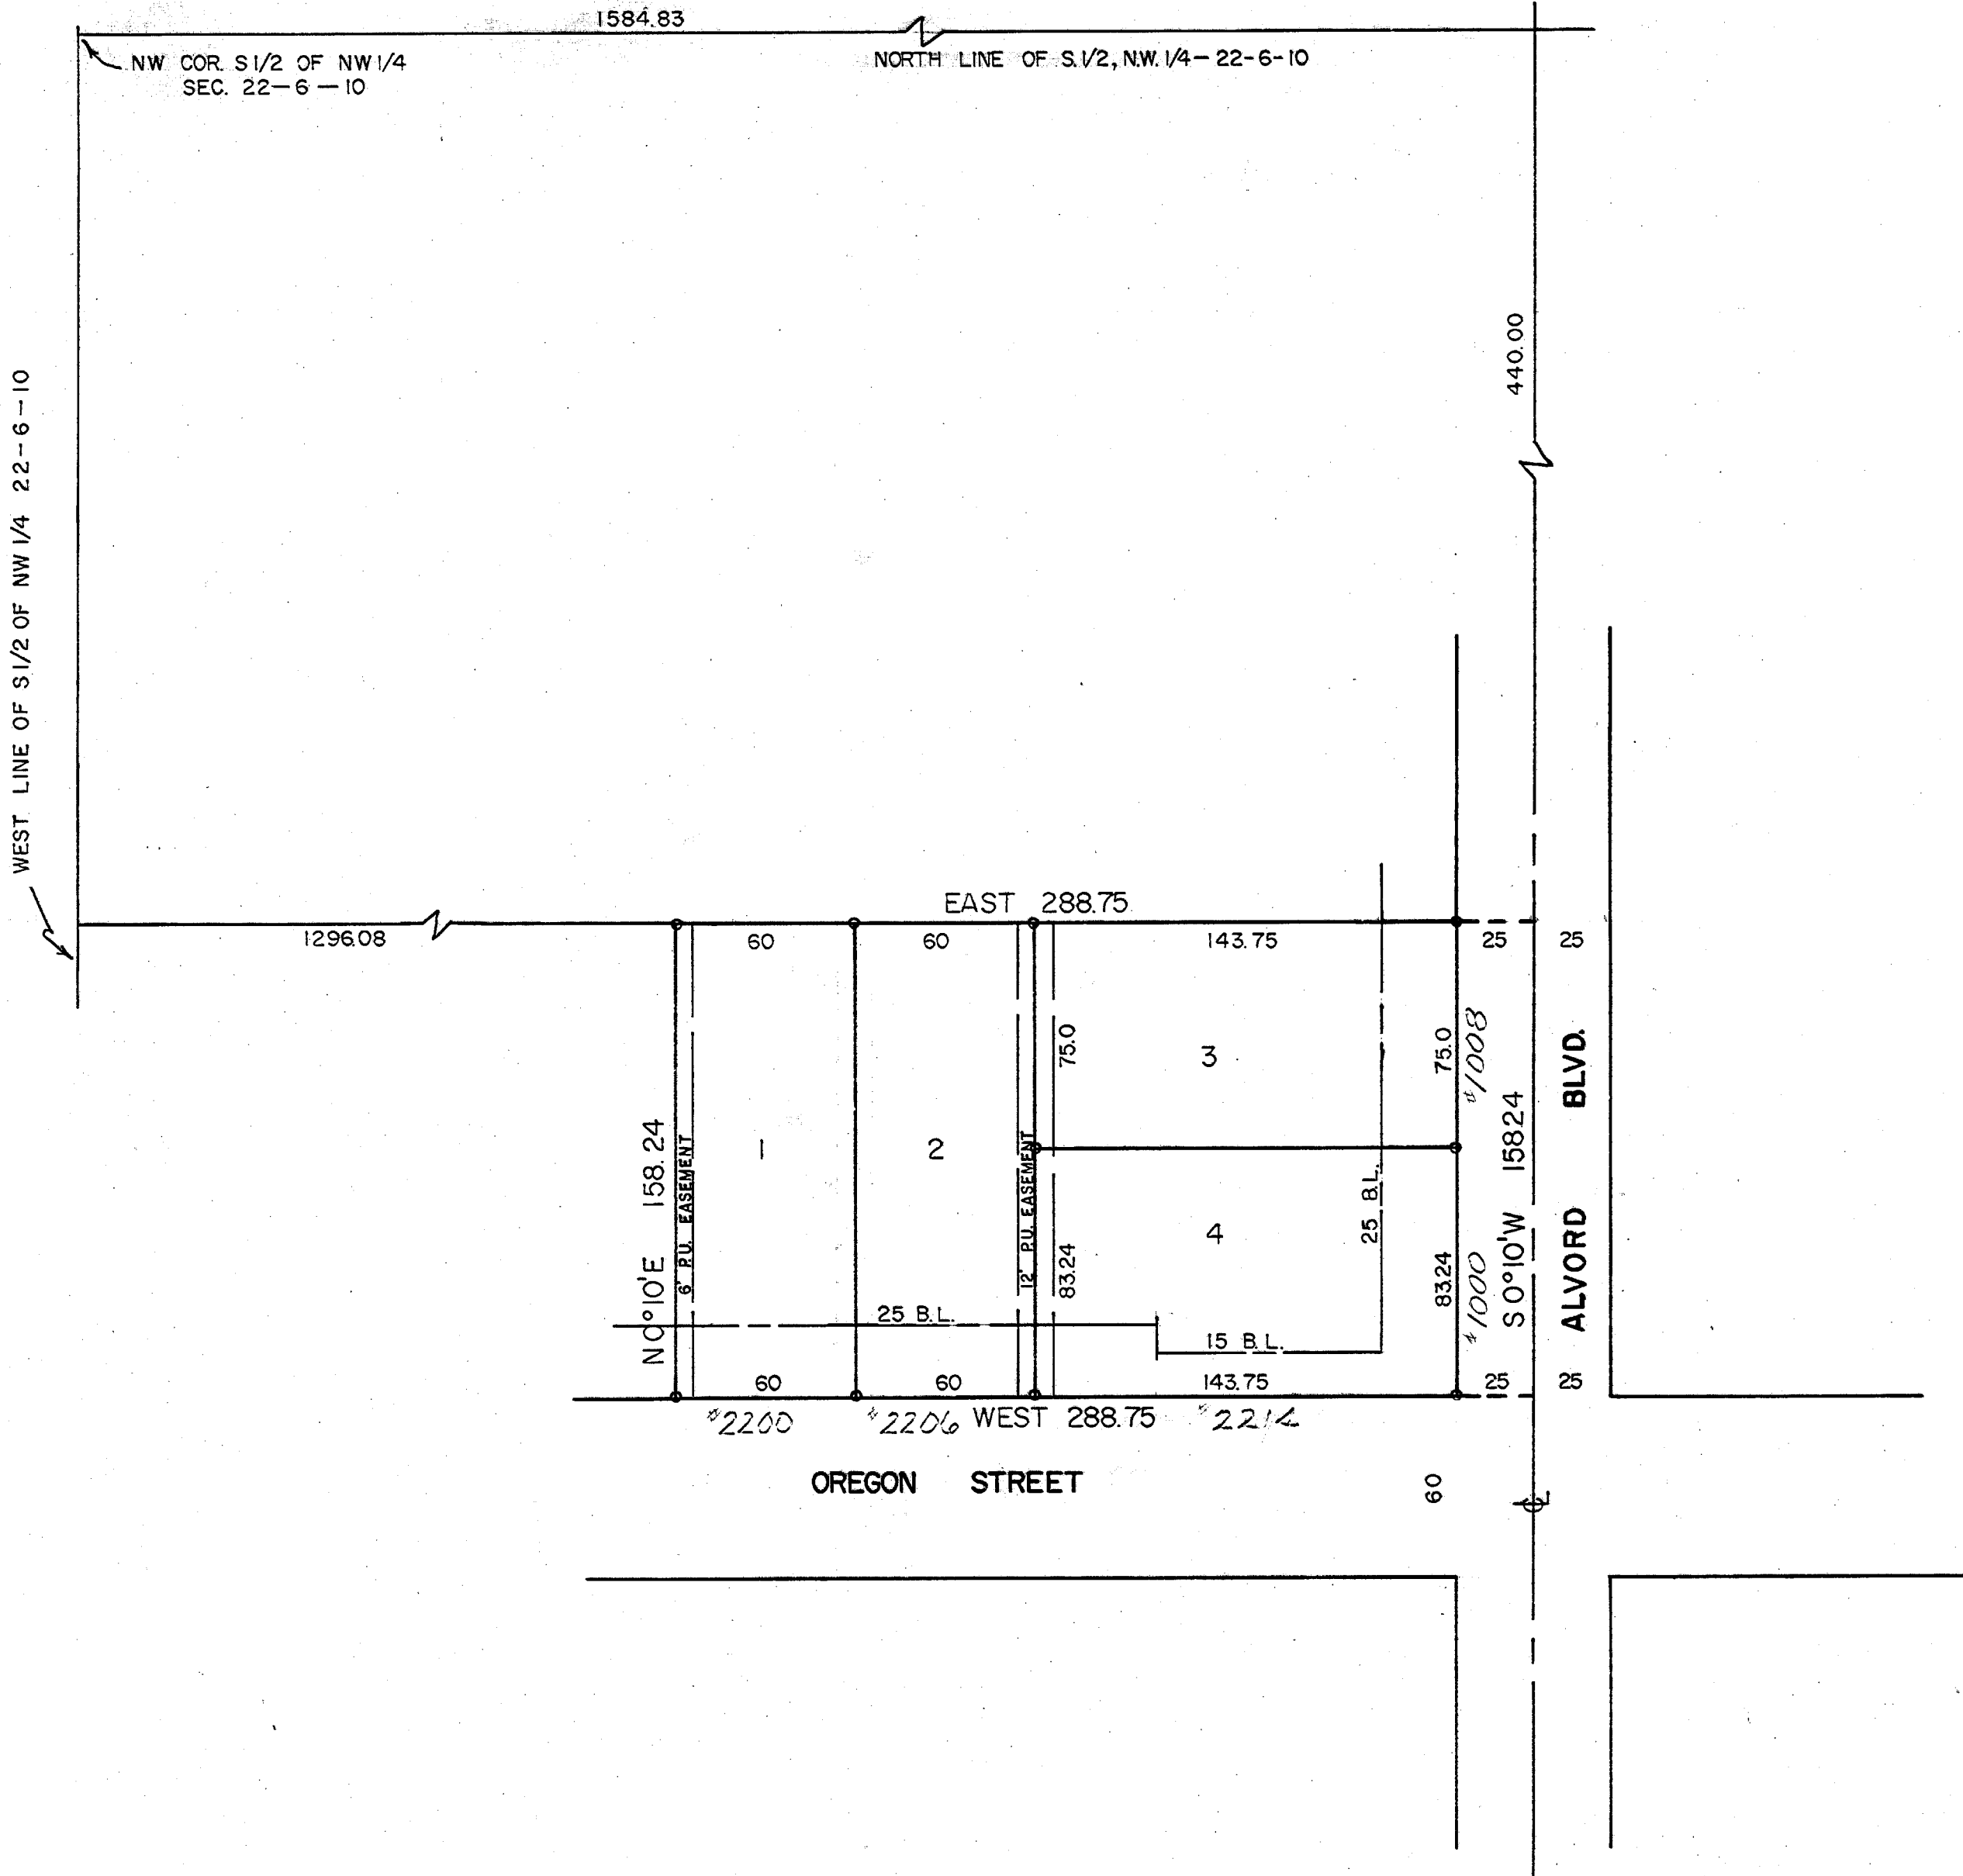 1584.83
NW COR. S 1/2 OF NW 1/4
SEC. 22-6-10
NORTH LINE OF S.1/2, N.W. 1/4-22-6-10
440.00
WEST LINE OF S 1/2 OF NW 1/4 22-6-10
EAST 288.75
1296.08
60
60
143.75
25
25
75.0
75.0
#1008
3
1
2
N 0°10'E 158.24
6' P.U. EASEMENT
12' P.U. EASEMENT
83.24
4
25 B.L.
83.24
#1000
S 0°10'W 158.24
ALVORD BLVD.
25 B.L.
15 B.L.
60
60
143.75
25
25
#2200
#2206
WEST 288.75
OREGON STREET
60